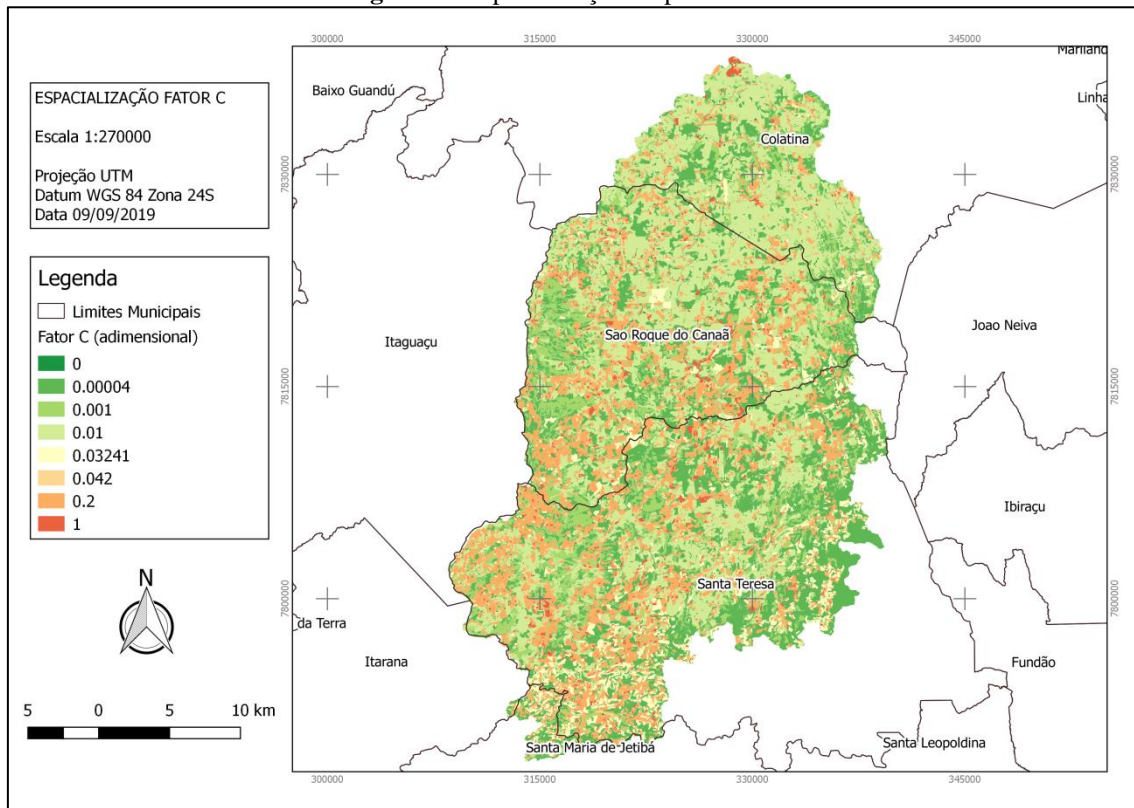 300000
315000
330000
345000
ESPACIALIZAÇÃO FATOR C
Escala 1:270000
Projeção UTM
Datum WGS 84 Zona 24S
Data 09/09/2019
Legenda
Limites Municipais
Fator C (adimensional)
0
0.00004
0.001
0.01
0.03241
0.042
0.2
1
N
5 0 5 10 km
Baixo Guandú
Linha
Colatina
7830000
7830000
Itaguaçu
Sao Roque do Canaã
Joao Neiva
7815000
7815000
Ibiraçu
Santa Teresa
7800000
7800000
da Terra
Itarana
Fundão
Santa Maria de Jetibá
Santa Leopoldina
300000
315000
330000
345000